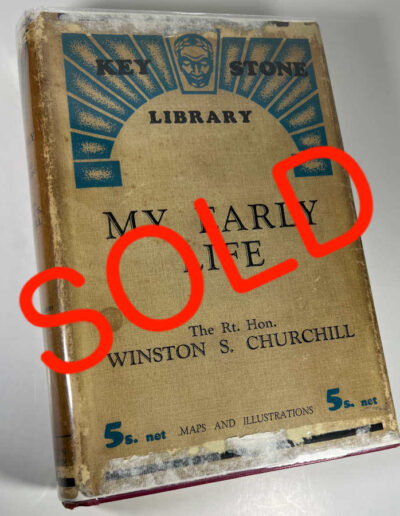 KEY STONE
LIBRARY
MY EARLY
LIFE
The Rt. Hon.
WINSTON S. CHURCHILL
5s. net MAPS AND ILLUSTRATIONS 5s. net
SOLD